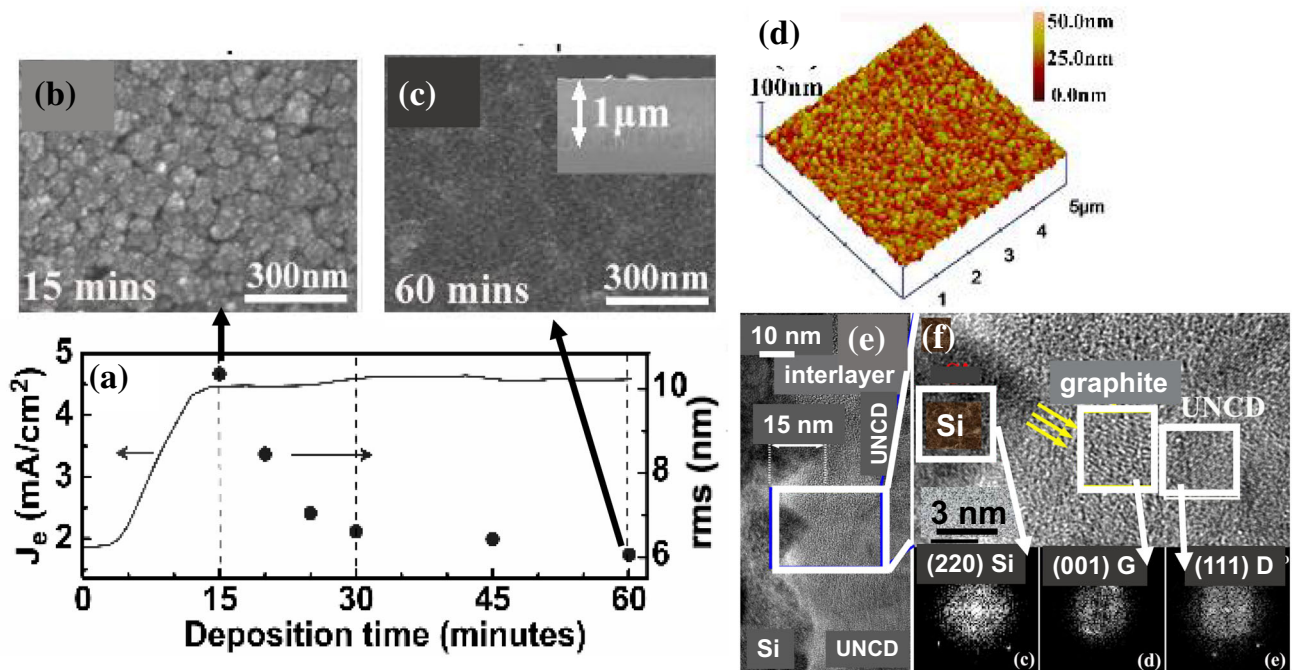 (b)
15 mins
300nm
(c)
1μm
60 mins
300nm
(d)
50.0nm
25.0nm
0.0nm
100nm
5μm
4
3
2
1
(a)
5
4
3
2
Jₑ (mA/cm²)
10
8
6
rms (nm)
0
15
30
45
60
Deposition time (minutes)
(e)
10 nm
interlayer
15 nm
UNCD
Si
UNCD
(f)
Si
graphite
UNCD
3 nm
(220) Si
(001) G
(111) D
(c)
(d)
(e)